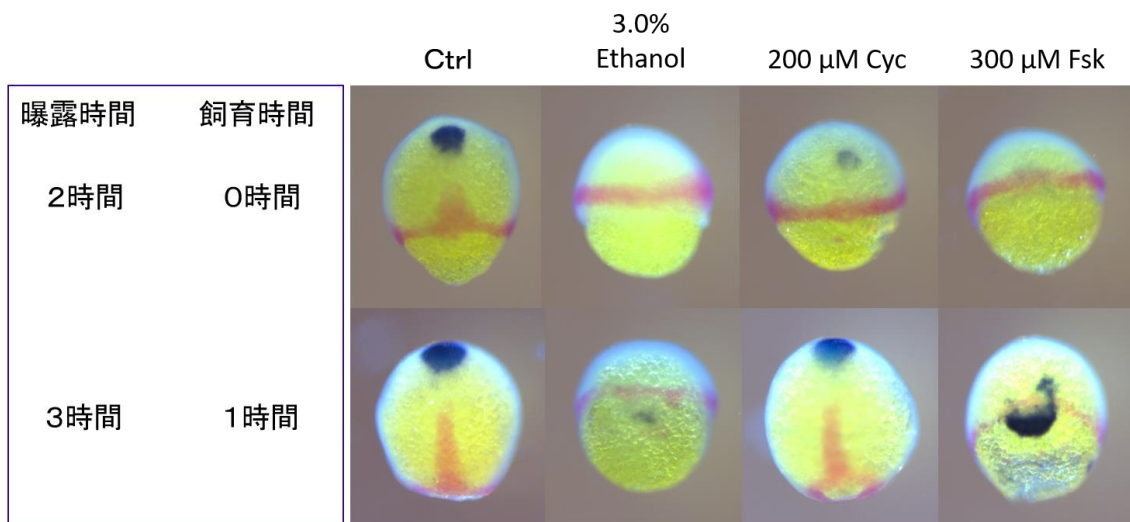 Ctrl
3.0%
Ethanol
200 µM Cyc
300 µM Fsk
曝露時間 飼育時間
2時間 0時間
3時間 1時間